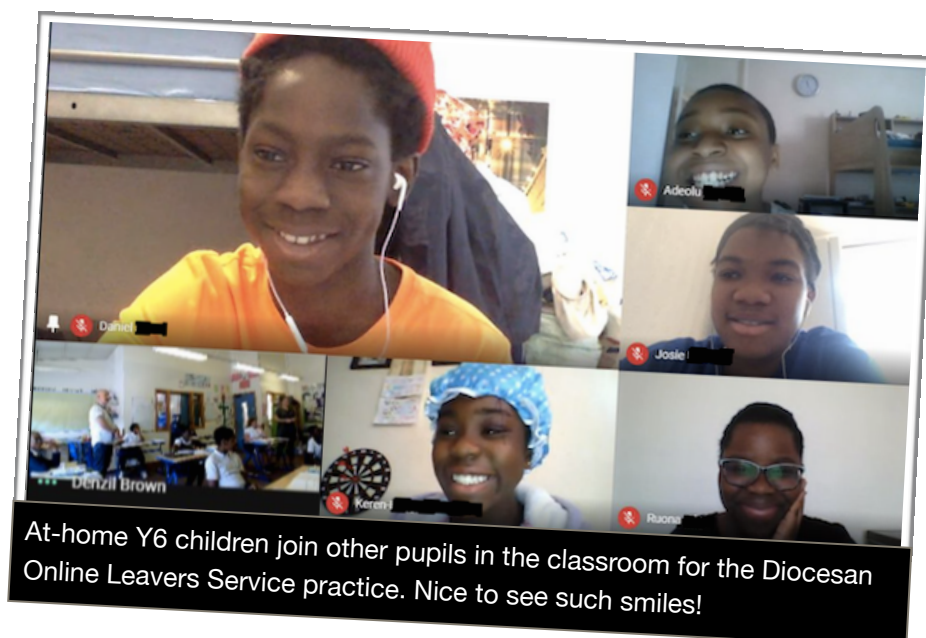 Adeolu
Daniel
Josie
Denzil Brown
Keren
Ruona
At-home Y6 children join other pupils in the classroom for the Diocesan
Online Leavers Service practice. Nice to see such smiles!